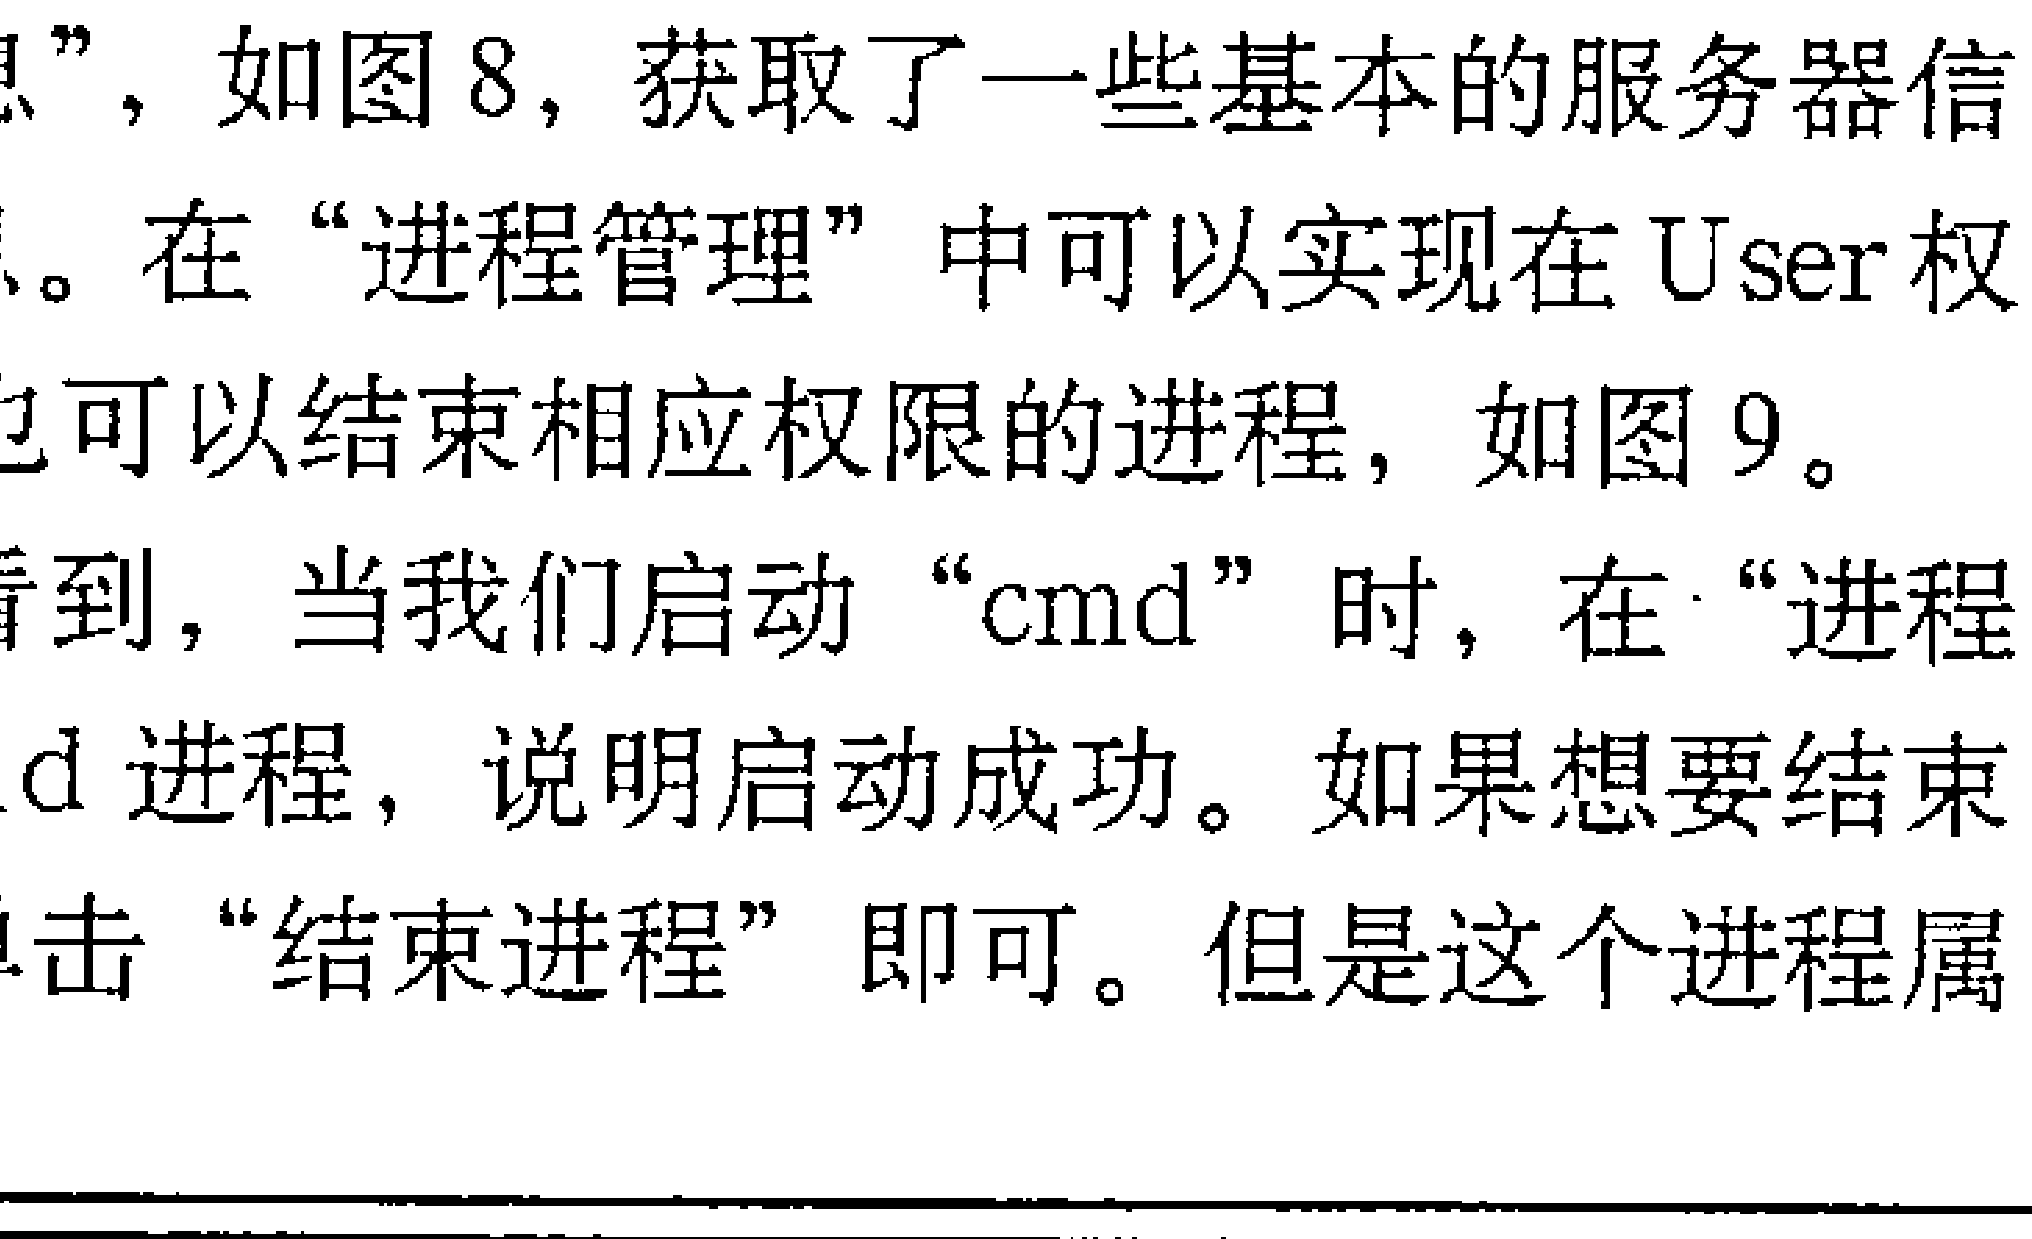 ”，如图 8，获取了一些基本的服务器信
。在“进程管理”中可以实现在 User 权
也可以结束相应权限的进程，如图 9。
看到，当我们启动“cmd”时，在“进程
d 进程，说明启动成功。如果想要结束
击“结束进程”即可。但是这个进程属